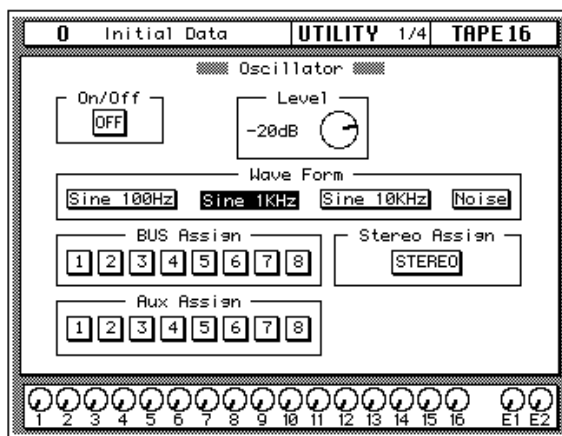 0 Initial Data UTILITY 1/4 TAPE 16
Oscillator
On/Off Level
OFF -20dB
Wave Form
Sine 100Hz Sine 1KHz Sine 10KHz Noise
BUS Assign Stereo Assign
1 2 3 4 5 6 7 8 STEREO
Aux Assign
1 2 3 4 5 6 7 8
1 2 3 4 5 6 7 8 9 10 11 12 13 14 15 16 E1 E2